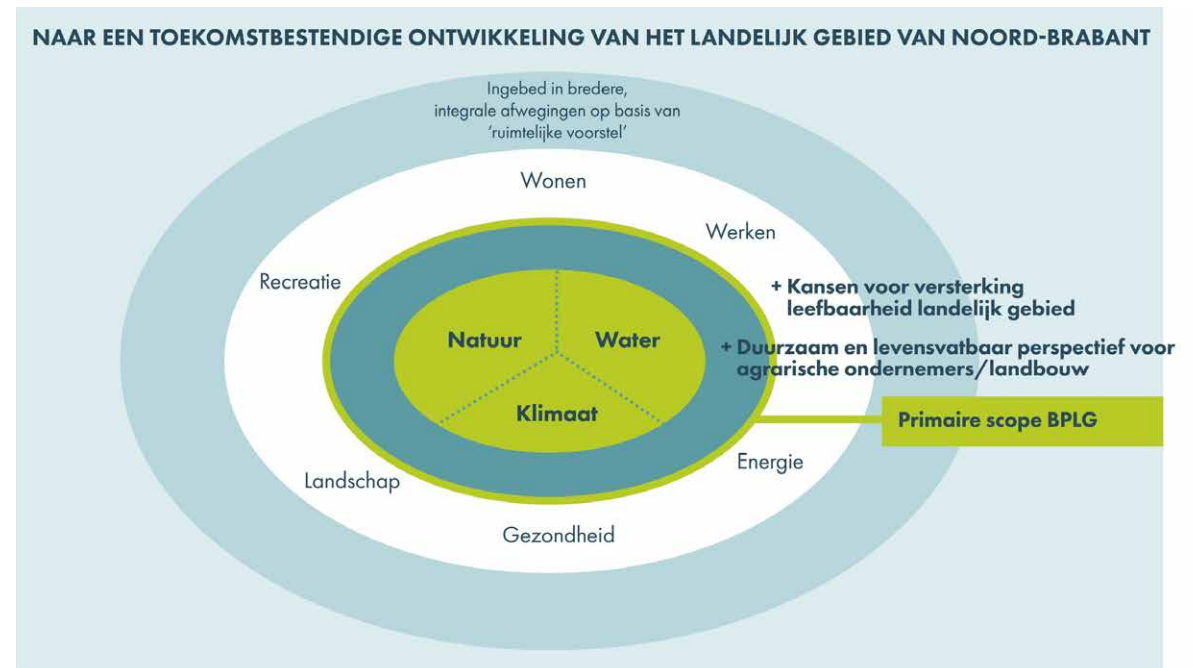 NAAR EEN TOEKOMSTBESTENDIGE ONTWIKKELING VAN HET LANDELIJK GEBIED VAN NOORD-BRABANT
Ingebed in bredere,
integrale afwegingen op basis van
‘ruimtelijke voorstel’
Wonen
Werken
Recreatie
+ Kansen voor versterking
leefbaarheid landelijk gebied
Natuur
Water
+ Duurzaam en levensvatbaar perspectief voor
agrarische ondernemers/landbouw
Klimaat
Primaire scope BPLG
Energie
Landschap
Gezondheid